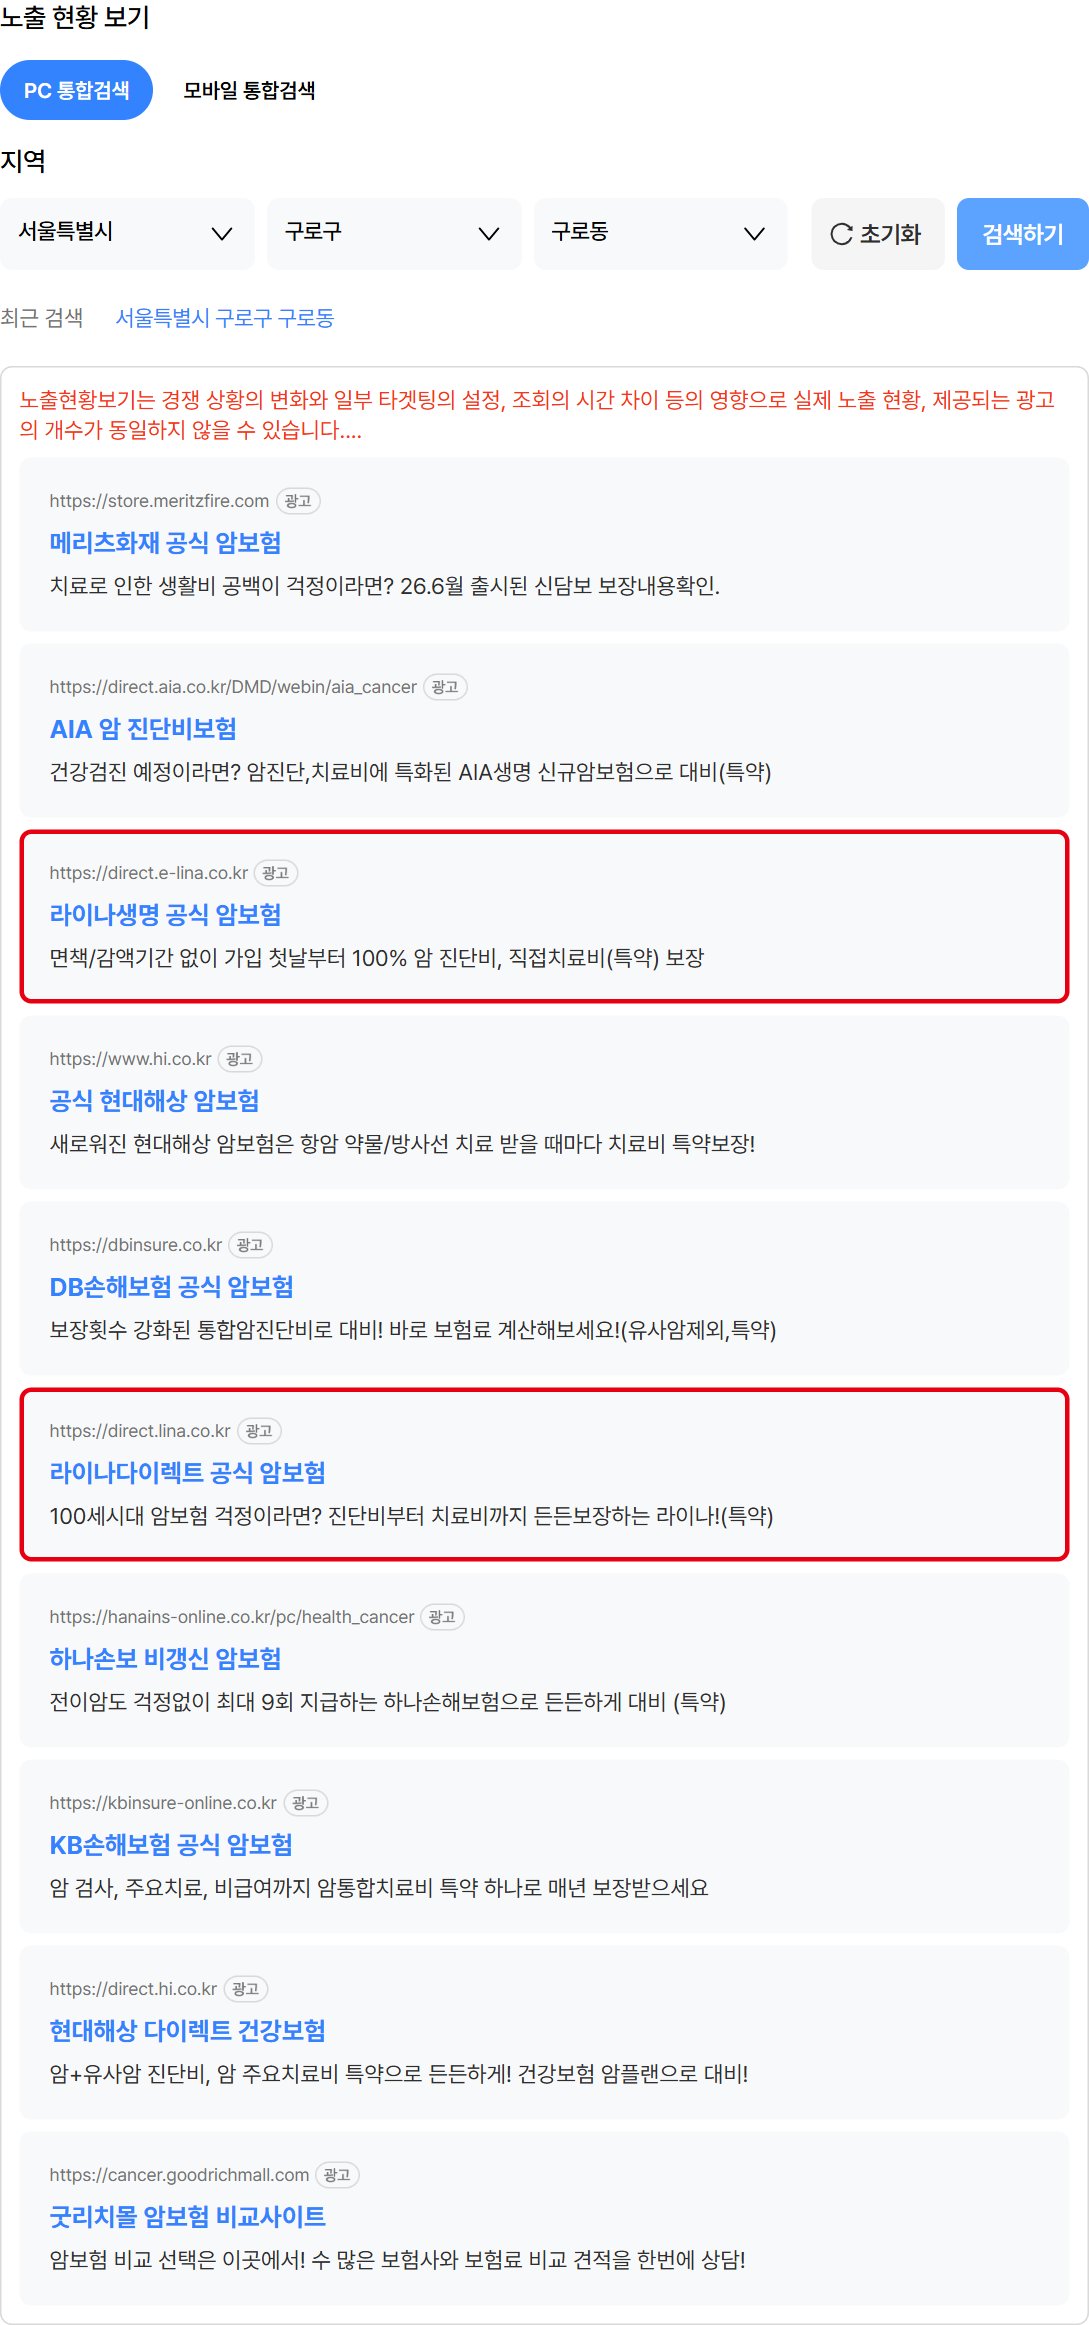 노출 현황 보기
PC 통합검색 모바일 통합검색
지역
서울특별시 구로구 구로동 초기화 검색하기
최근 검색 서울특별시 구로구 구로동
노출현황보기는 경쟁 상황의 변화와 일부 타겟팅의 설정, 조회의 시간 차이 등의 영향으로 실제 노출 현황, 제공되는 광고
의 개수가 동일하지 않을 수 있습니다....
https://store.meritzfire.com 광고
메리츠화재 공식 암보험
치료로 인한 생활비 공백이 걱정이라면? 26.6월 출시된 신담보 보장내용확인.
https://direct.aia.co.kr/DMD/webin/aia_cancer 광고
AIA 암 진단비보험
건강검진 예정이라면? 암진단,치료비에 특화된 AIA생명 신규암보험으로 대비(특약)
https://direct.e-lina.co.kr 광고
라이나생명 공식 암보험
면책/감액기간 없이 가입 첫날부터 100% 암 진단비, 직접치료비(특약) 보장
https://www.hi.co.kr 광고
공식 현대해상 암보험
새로워진 현대해상 암보험은 항암 약물/방사선 치료 받을 때마다 치료비 특약보장!
https://dbinsure.co.kr 광고
DB손해보험 공식 암보험
보장횟수 강화된 통합암진단비로 대비! 바로 보험료 계산해보세요!(유사암제외,특약)
https://direct.lina.co.kr 광고
라이나다이렉트 공식 암보험
100세시대 암보험 걱정이라면? 진단비부터 치료비까지 든든보장하는 라이나!(특약)
https://hanains-online.co.kr/pc/health_cancer 광고
하나손보 비갱신 암보험
전이암도 걱정없이 최대 9회 지급하는 하나손해보험으로 든든하게 대비 (특약)
https://kbinsure-online.co.kr 광고
KB손해보험 공식 암보험
암 검사, 주요치료, 비급여까지 암통합치료비 특약 하나로 매년 보장받으세요
https://direct.hi.co.kr 광고
현대해상 다이렉트 건강보험
암+유사암 진단비, 암 주요치료비 특약으로 든든하게! 건강보험 암플랜으로 대비!
https://cancer.goodrichmall.com 광고
굿리치몰 암보험 비교사이트
암보험 비교 선택은 이곳에서! 수 많은 보험사와 보험료 비교 견적을 한번에 상담!